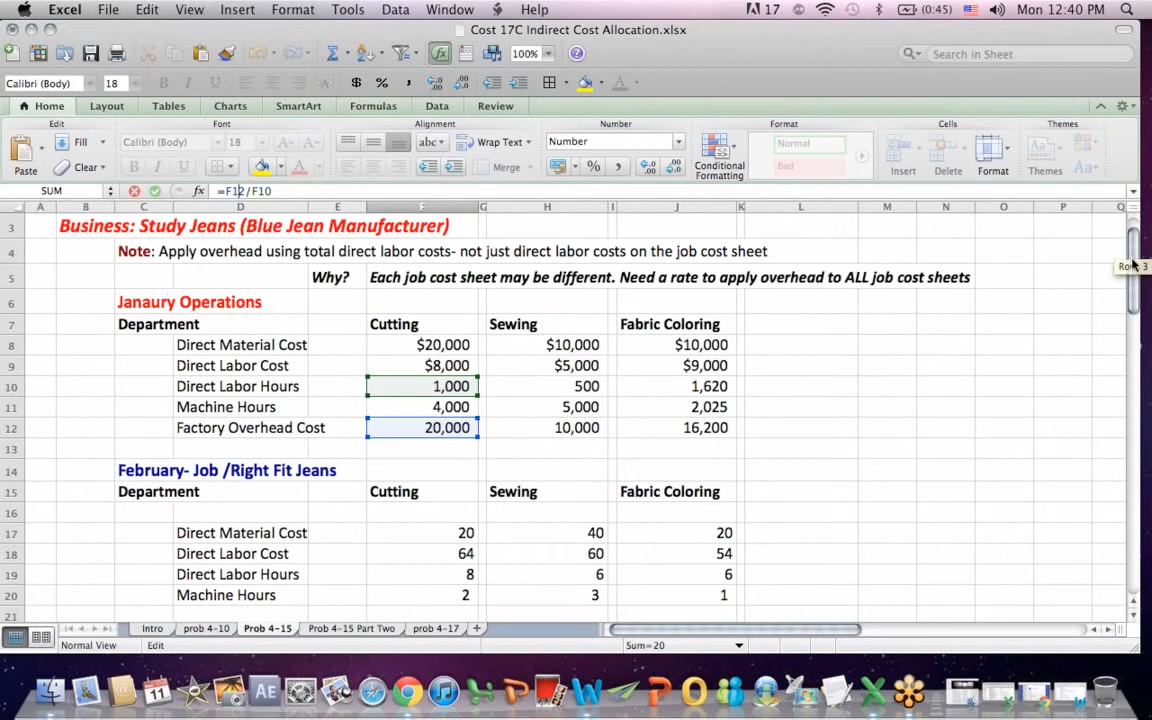 Excel File Edit View Insert Format Tools Data Window Help 17 (0:45) Mon 12:40 PM
Cost 17C Indirect Cost Allocation.xlsx
100% Search in Sheet
Calibri (Body) 18
Home Layout Tables Charts SmartArt Formulas Data Review
Edit Font Alignment Number Format Cells Themes
Fill Calibri (Body) 18 abc Wrap Text Number Normal
Paste Clear Merge Conditional Formatting Bad Insert Delete Format Themes Aa
SUM fx =F12/F10
A B C D E F G H I J K L M N O P Q
3 Business: Study Jeans (Blue Jean Manufacturer)
4 Note: Apply overhead using total direct labor costs- not just direct labor costs on the job cost sheet
5 Why? Each job cost sheet may be different. Need a rate to apply overhead to ALL job cost sheets
6 Janaury Operations
7 Department Cutting Sewing Fabric Coloring
8 Direct Material Cost $20,000 $10,000 $10,000
9 Direct Labor Cost $8,000 $5,000 $9,000
10 Direct Labor Hours 1,000 500 1,620
11 Machine Hours 4,000 5,000 2,025
12 Factory Overhead Cost 20,000 10,000 16,200
13
14 February- Job /Right Fit Jeans
15 Department Cutting Sewing Fabric Coloring
16
17 Direct Material Cost 20 40 20
18 Direct Labor Cost 64 60 54
19 Direct Labor Hours 8 6 6
20 Machine Hours 2 3 1
21
Intro prob 4-10 Prob 4-15 Prob 4-15 Part Two prob 4-17
Normal View Edit Sum=20